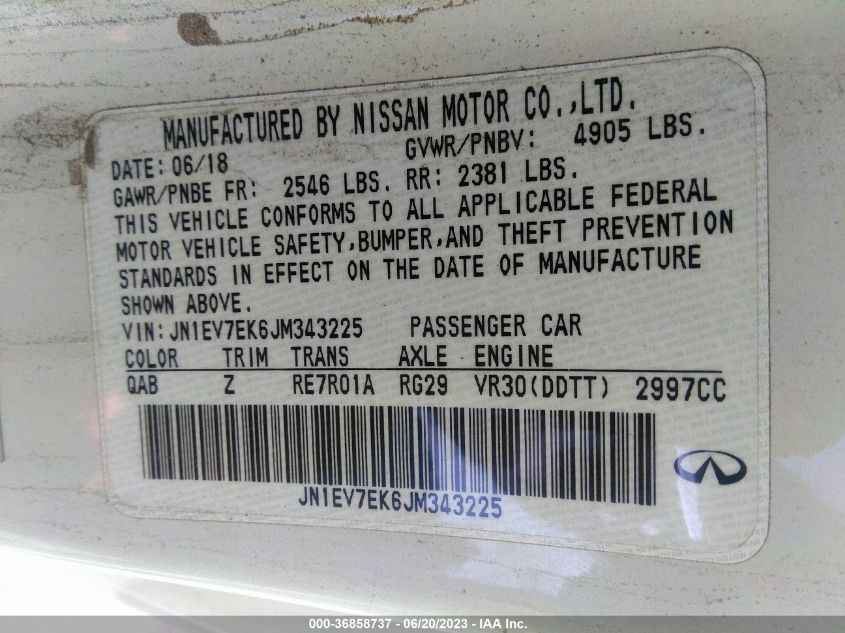 MANUFACTURED BY NISSAN MOTOR CO.,LTD.
DATE: 06/18 GVWR/PNBV: 4905 LBS.
GAWR/PNBE FR: 2546 LBS. RR: 2381 LBS.
THIS VEHICLE CONFORMS TO ALL APPLICABLE FEDERAL
MOTOR VEHICLE SAFETY,BUMPER,AND THEFT PREVENTION
STANDARDS IN EFFECT ON THE DATE OF MANUFACTURE
SHOWN ABOVE.
VIN:JN1EV7EK6JM343225 PASSENGER CAR
COLOR TRIM TRANS AXLE ENGINE
QAB Z RE7R01A RG29 VR30(DDTT) 2997CC
JN1EV7EK6JM343225
000-36858737 - 06/20/2023 - IAA Inc.